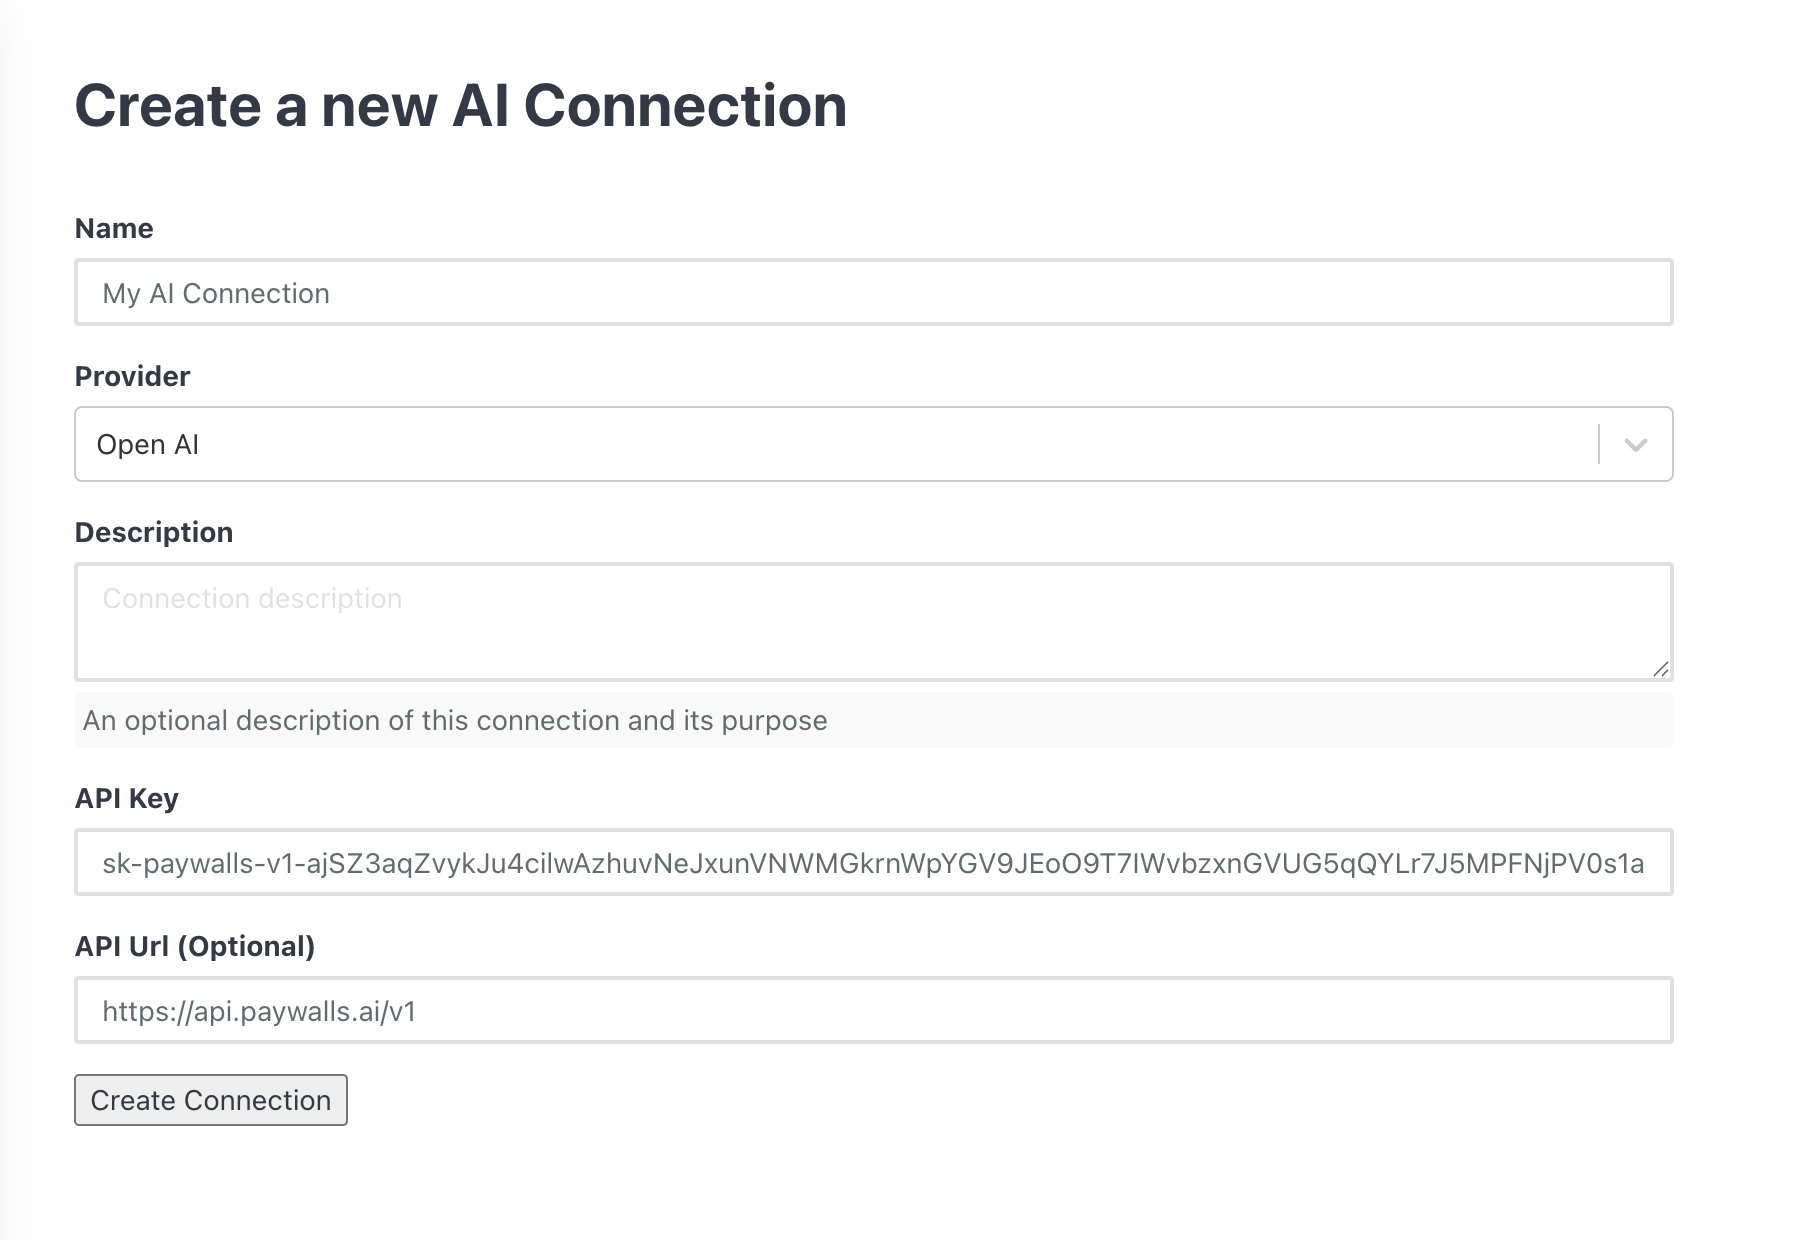 Create a new AI Connection
Name
My AI Connection
Provider
Open AI
Description
Connection description
An optional description of this connection and its purpose
API Key
sk-paywalls-v1-ajSZ3aqZvykJu4cilwAzhuvNeJxunVNWMGkrnWpYGV9JEoO9T7IWvbzxnGVUG5qQYLr7J5MPFNjPV0s1a
API Url (Optional)
https://api.paywalls.ai/v1
Create Connection